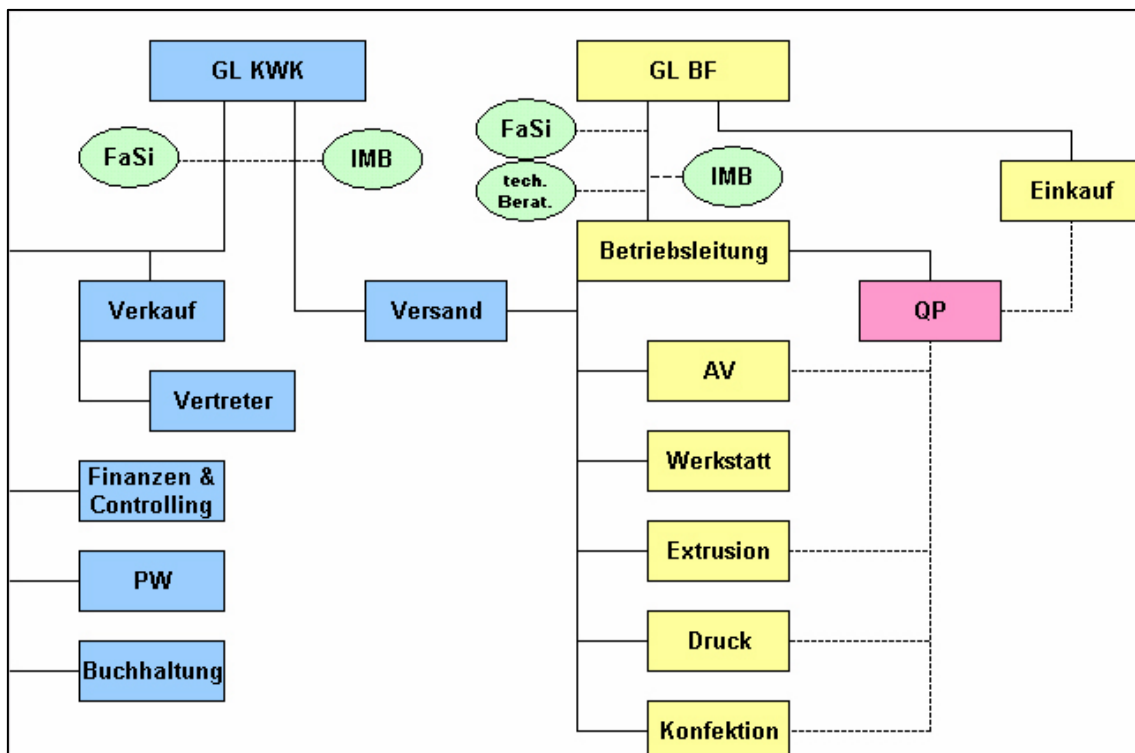 GL KWK
GL BF
FaSi
IMB
FaSi
tech.
Berat.
IMB
Einkauf
Betriebsleitung
Verkauf
Versand
QP
Vertreter
AV
Finanzen &
Controlling
Werkstatt
PW
Extrusion
Buchhaltung
Druck
Konfektion